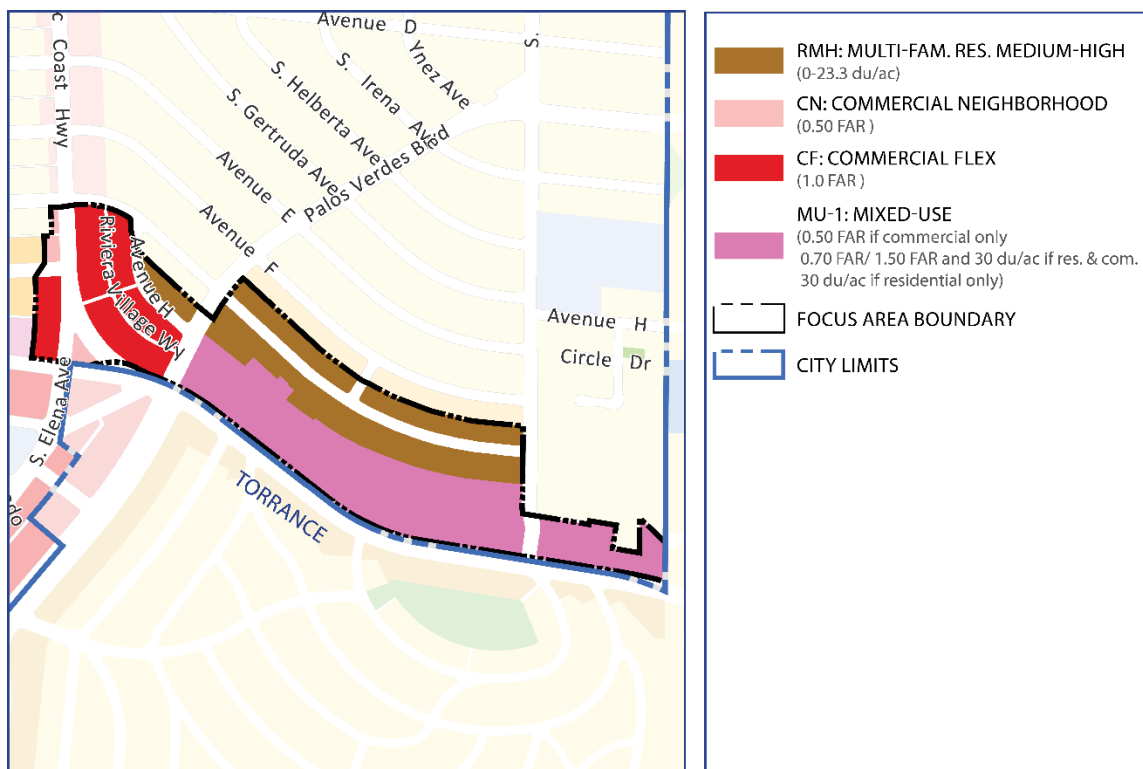 Avenue D
c Coast Hwy
S.
Ynez Ave
S. Irena Ave
S. Helberta Ave
S. Gertruda Ave
Palos Verdes Blvd
Avenue E
Avenue F
Riviera Village Wy
Avenue H
Avenue H
Circle Dr
S. Elena Ave
do
TORRANCE
RMH: MULTI-FAM. RES. MEDIUM-HIGH
(0-23.3 du/ac)
CN: COMMERCIAL NEIGHBORHOOD
(0.50 FAR )
CF: COMMERCIAL FLEX
(1.0 FAR )
MU-1: MIXED-USE
(0.50 FAR if commercial only
0.70 FAR/ 1.50 FAR and 30 du/ac if res. & com.
30 du/ac if residential only)
FOCUS AREA BOUNDARY
CITY LIMITS